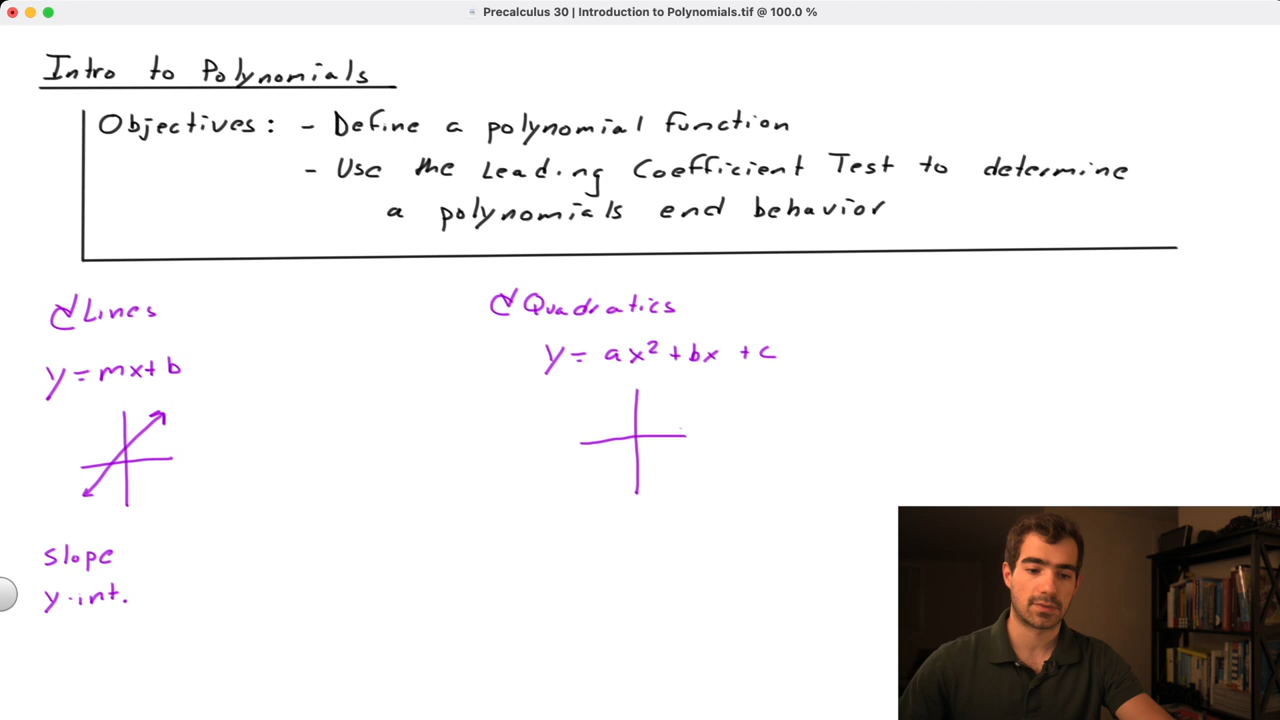 Precalculus 30 | Introduction to Polynomials.tif @ 100.0 %
Intro to Polynomials
Objectives: - Define a polynomial function
- Use the Leading Coefficient Test to determine
a polynomials end behavior
Lines
y = mx + b
slope
y-int.
Quadratics
y = ax² + bx + c